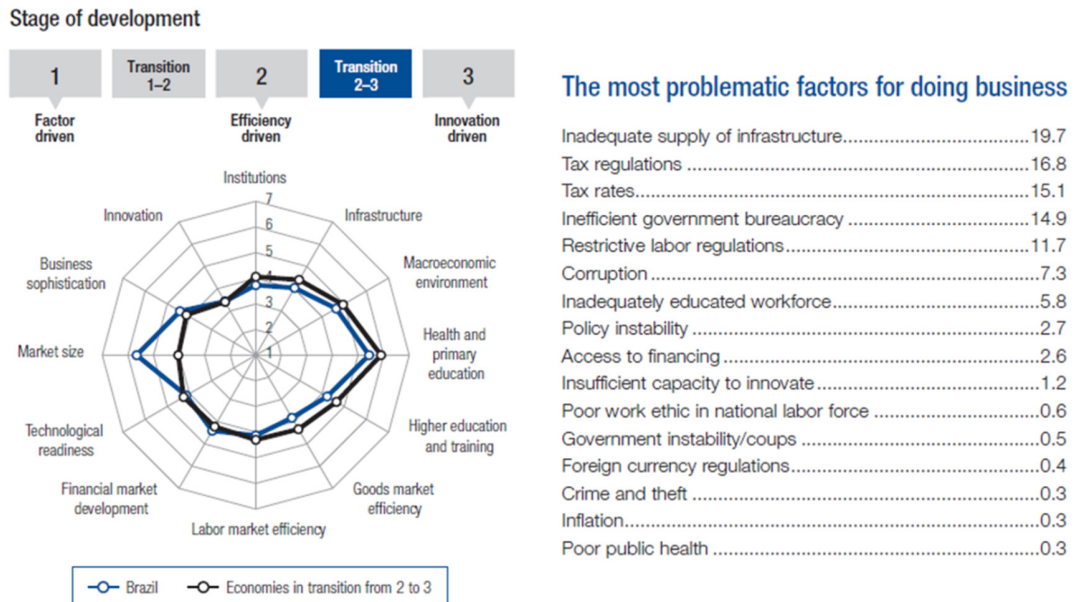 Stage of development
1
Transition
1–2
2
Transition
2–3
3
Factor
driven
Efficiency
driven
Innovation
driven
Institutions
Infrastructure
Macroeconomic
environment
Health and
primary
education
Higher education
and training
Goods market
efficiency
Labor market efficiency
Financial market
development
Technological
readiness
Market size
Business
sophistication
Innovation
7
6
5
4
3
2
1
Brazil
Economies in transition from 2 to 3
The most problematic factors for doing business
Inadequate supply of infrastructure....................................19.7
Tax regulations ....................................16.8
Tax rates....................................15.1
Inefficient government bureaucracy ....................................14.9
Restrictive labor regulations....................................11.7
Corruption ....................................7.3
Inadequately educated workforce....................................5.8
Policy instability ....................................2.7
Access to financing ....................................2.6
Insufficient capacity to innovate....................................1.2
Poor work ethic in national labor force ....................................0.6
Government instability/coups ....................................0.5
Foreign currency regulations....................................0.4
Crime and theft ....................................0.3
Inflation....................................0.3
Poor public health ....................................0.3